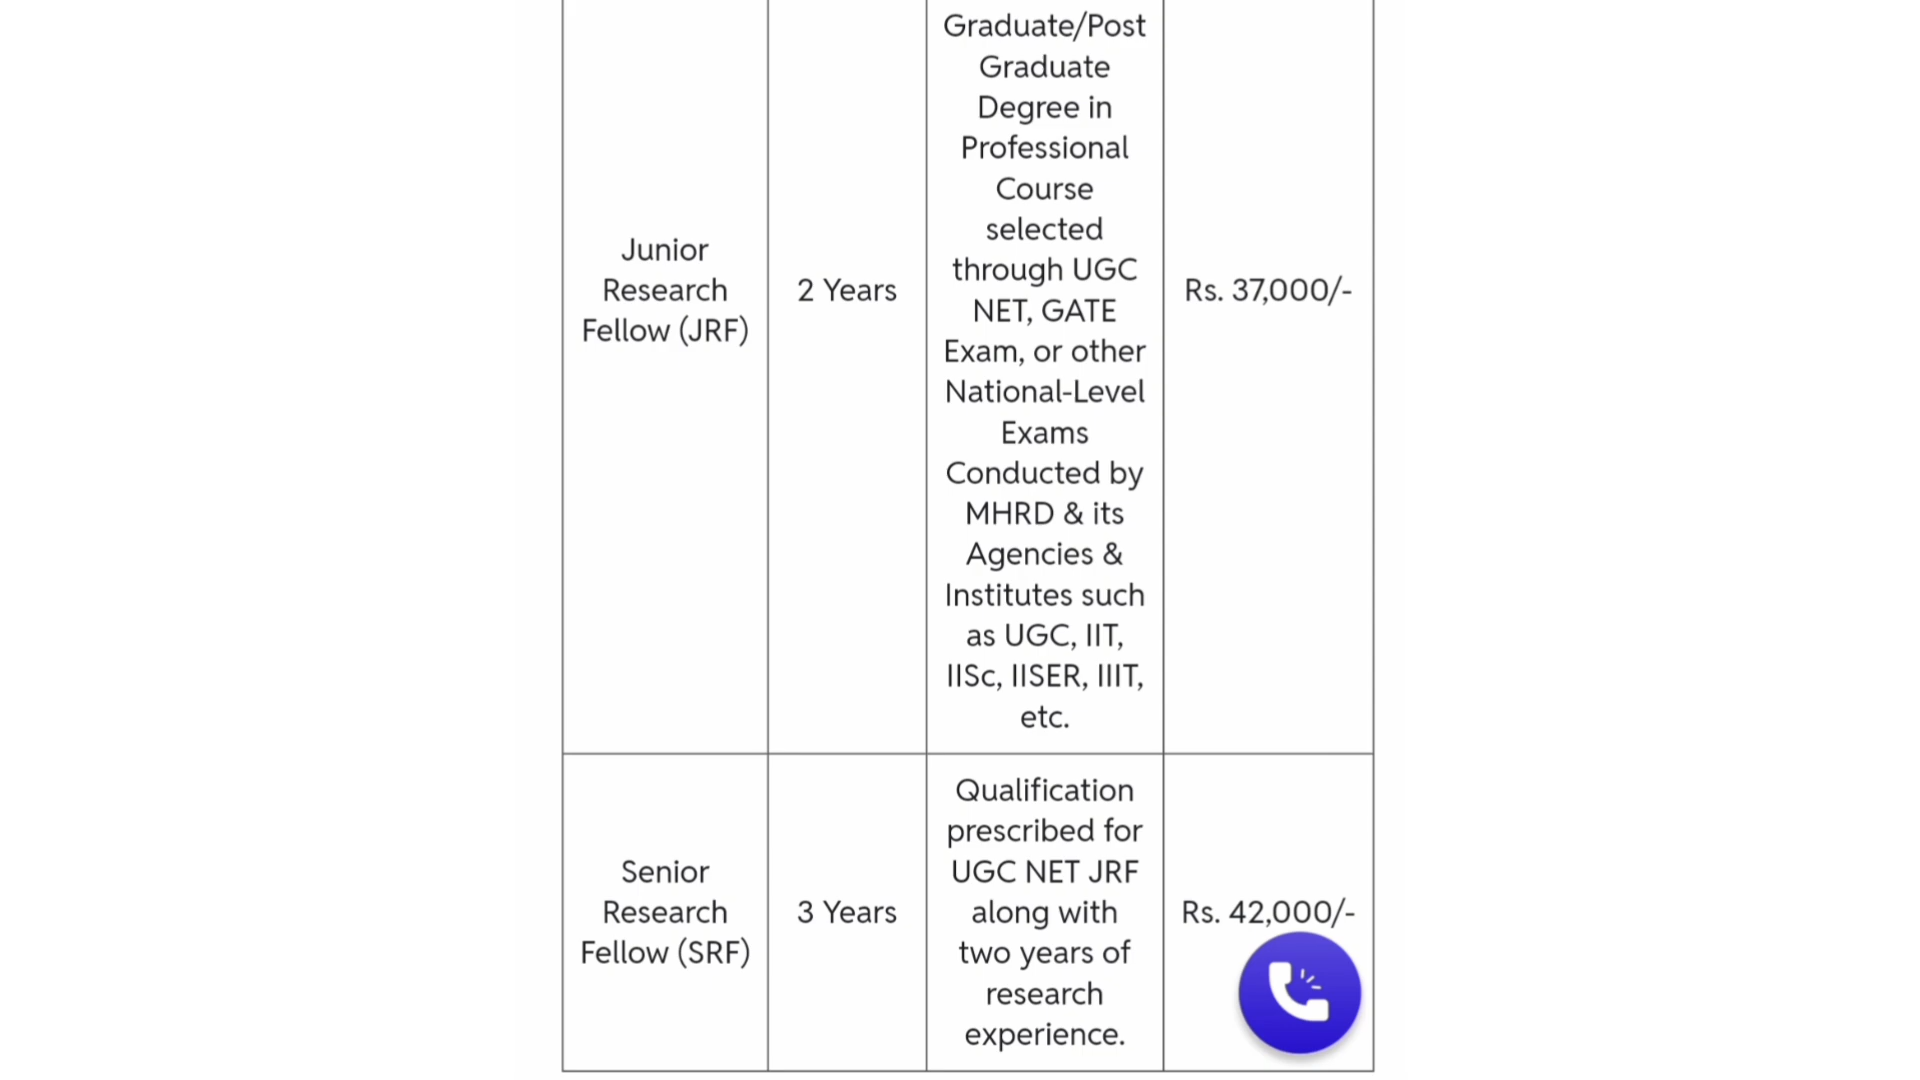 Junior
Research
Fellow (JRF)
2 Years
Graduate/Post
Graduate
Degree in
Professional
Course
selected
through UGC
NET, GATE
Exam, or other
National-Level
Exams
Conducted by
MHRD & its
Agencies &
Institutes such
as UGC, IIT,
IISc, IISER, IIIT,
etc.
Rs. 37,000/-
Senior
Research
Fellow (SRF)
3 Years
Qualification
prescribed for
UGC NET JRF
along with
two years of
research
experience.
Rs. 42,000/-